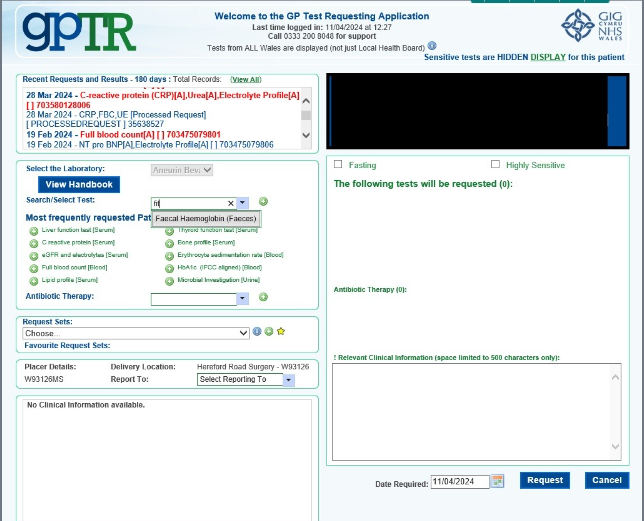 gpTR
Welcome to the GP Test Requesting Application
Last time logged in: 11/04/2024 at 12:27
Call 0333 200 8048 for support
Tests from ALL Wales are displayed (not just Local Health Board)
Sensitive tests are HIDDEN DISPLAY for this patient
GIG
CYMRU
NHS
WALES
Recent Requests and Results - 180 days : Total Records: (View All)
28 Mar 2024 - C-reactive protein (CRP)[A],Urea[A],Electrolyte Profile[A]
[ ] 703580128006
28 Mar 2024 - CRP,FBC,UE [Processed Request]
[PROCESSEDREQUEST ] 35638527
19 Feb 2024 - Full blood count[A] [ ] 703475079801
19 Feb 2024 - NT pro BNP[A],Electrolyte Profile[A] [ ] 703475079806
Select the Laboratory: Aneurin Bev
View Handbook
Search/Select Test: fit
Faecal Haemoglobin (Faeces)
Most frequently requested Pat
Liver function test [Serum] Thyroid function test [Serum]
C reactive protein [Serum] Bone profile [Serum]
eGFR and electrolytes [Serum] Erythrocyte sedimentation rate [Blood]
Full blood count [Blood] HbA1c (IFCC aligned) [Blood]
Lipid profile [Serum] Microbial Investigation [Urine]
Antibiotic Therapy:
Request Sets:
Choose...
Favourite Request Sets:
Placer Details: Delivery Location: Hereford Road Surgery - W93126
W93126MS Report To: Select Reporting To
No Clinical Information available.
Fasting Highly Sensitive
The following tests will be requested (0):
Antibiotic Therapy (0):
! Relevant Clinical Information (space limited to 500 characters only):
Date Required: 11/04/2024 Request Cancel